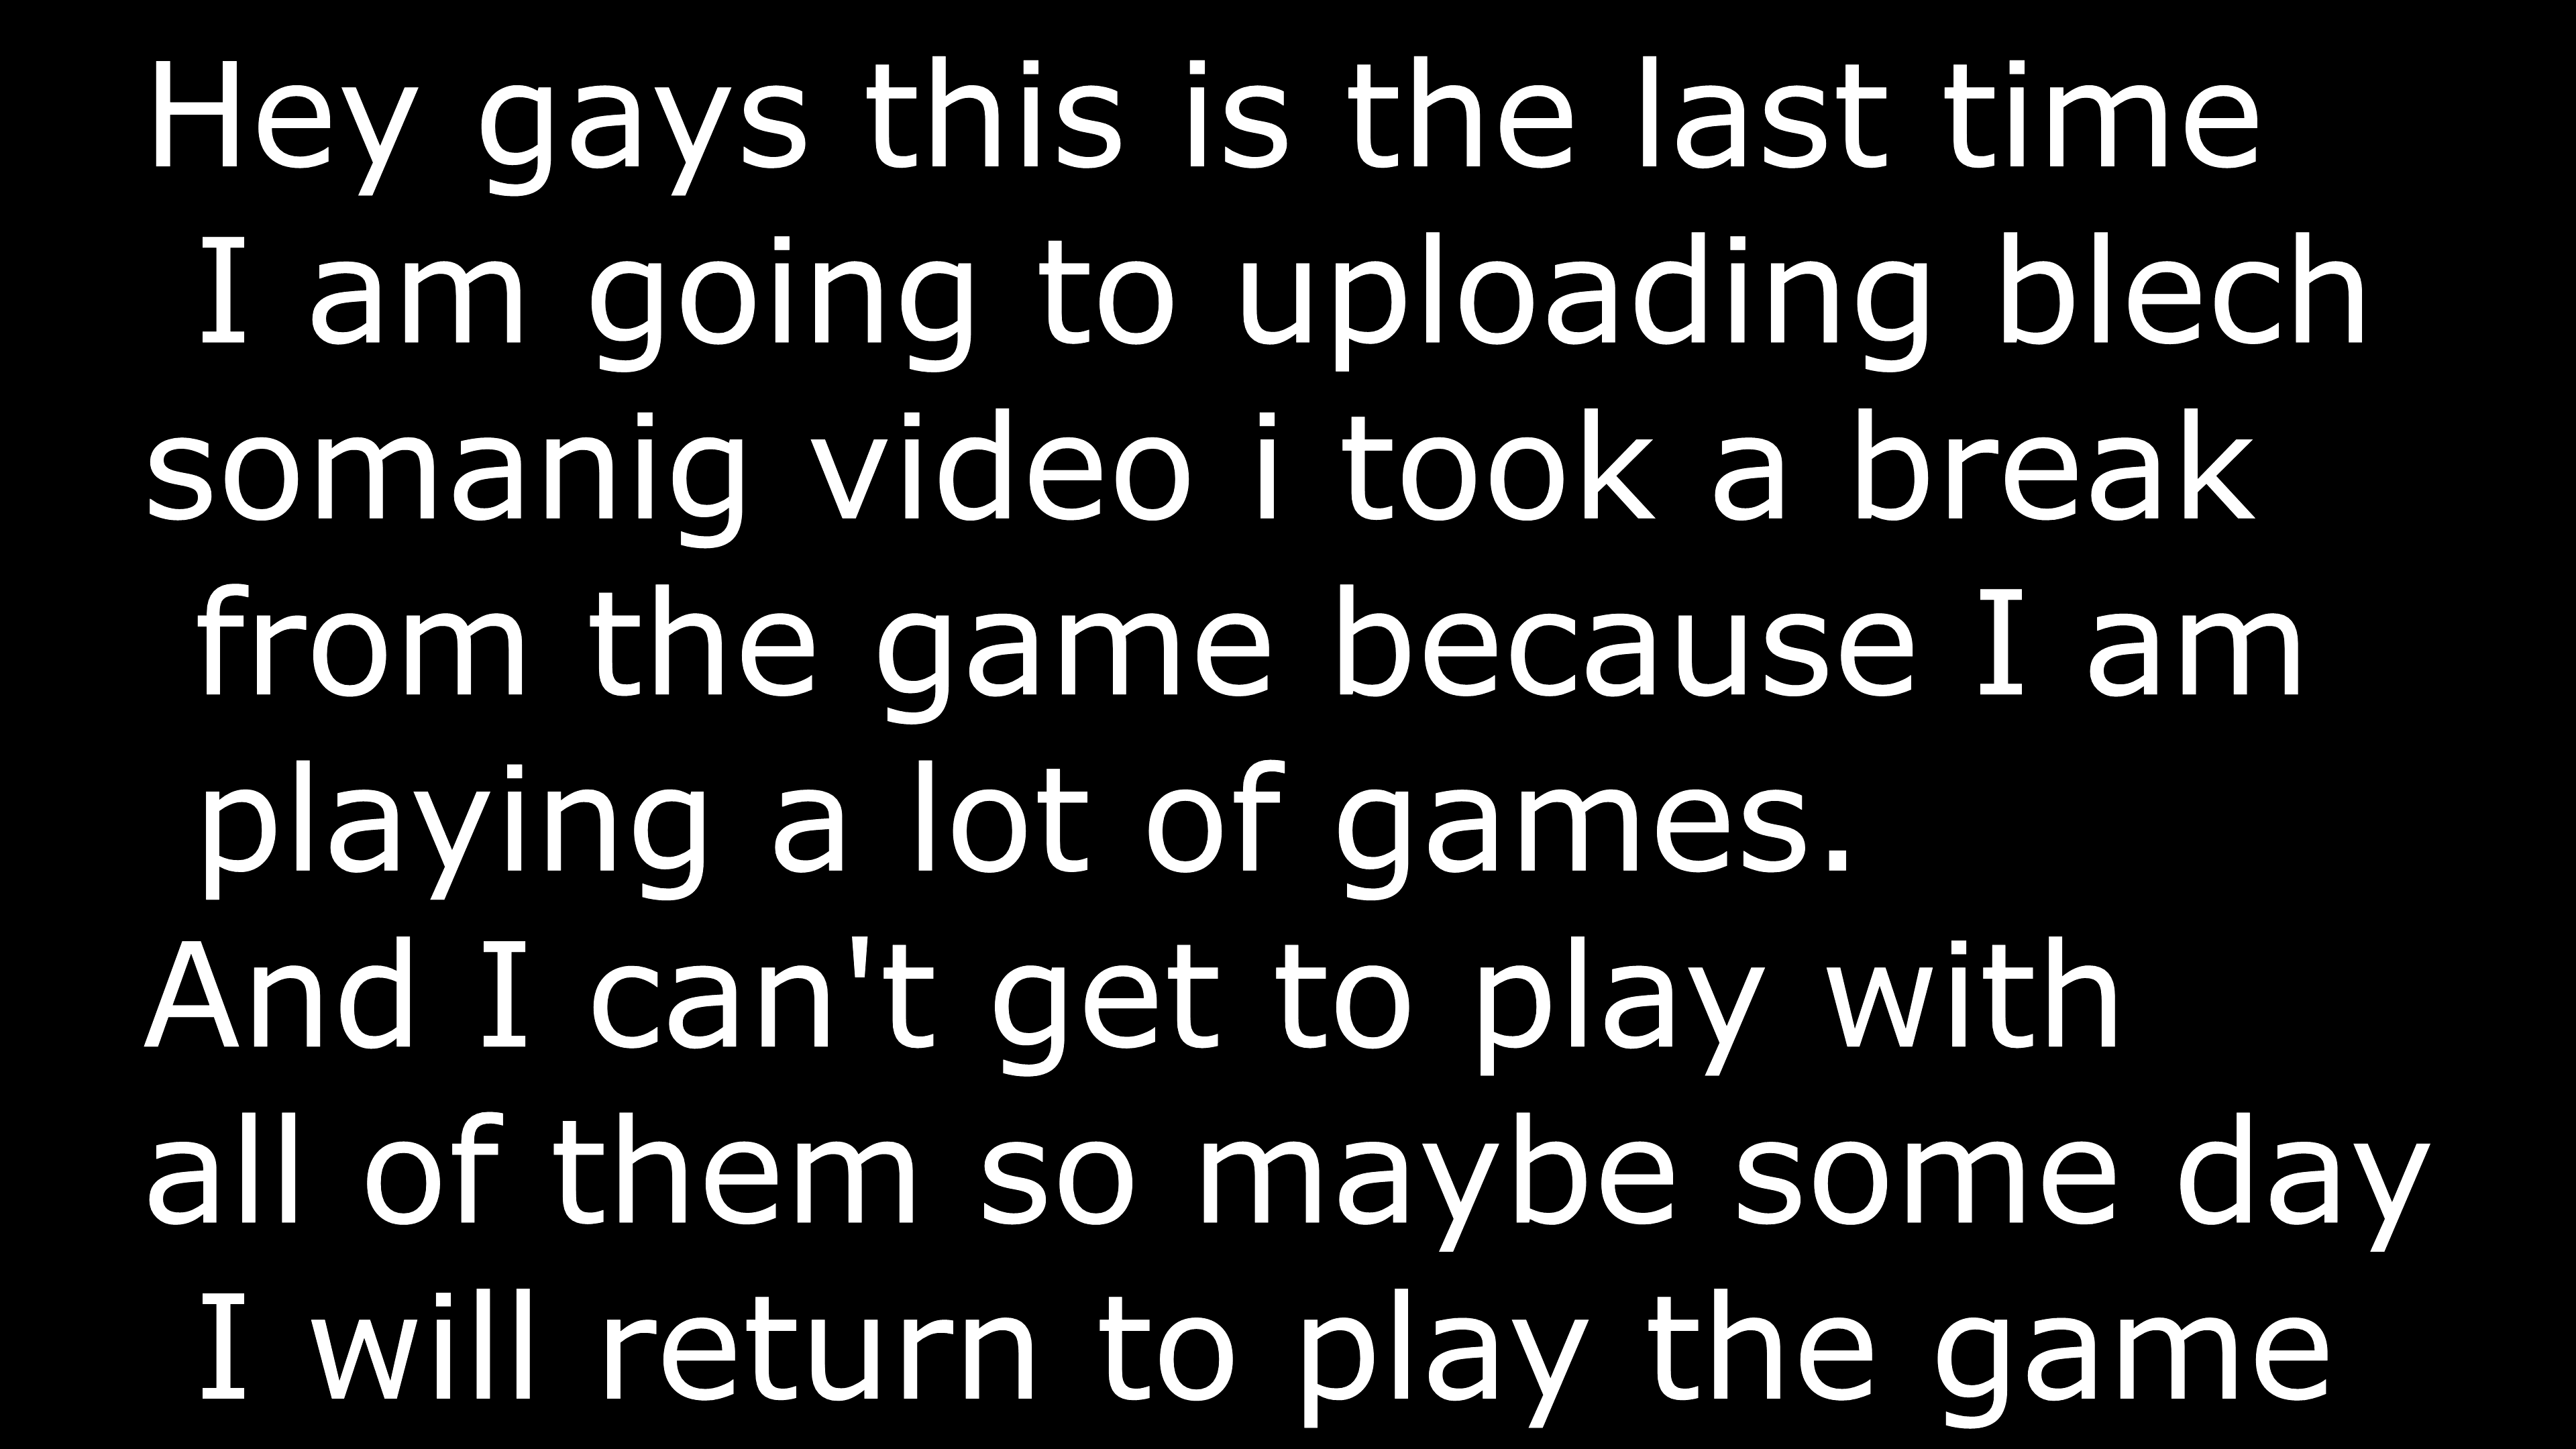 Hey gays this is the last time
I am going to uploading blech
somanig video i took a break
from the game because I am
playing a lot of games.
And I can't get to play with
all of them so maybe some day
I will return to play the game